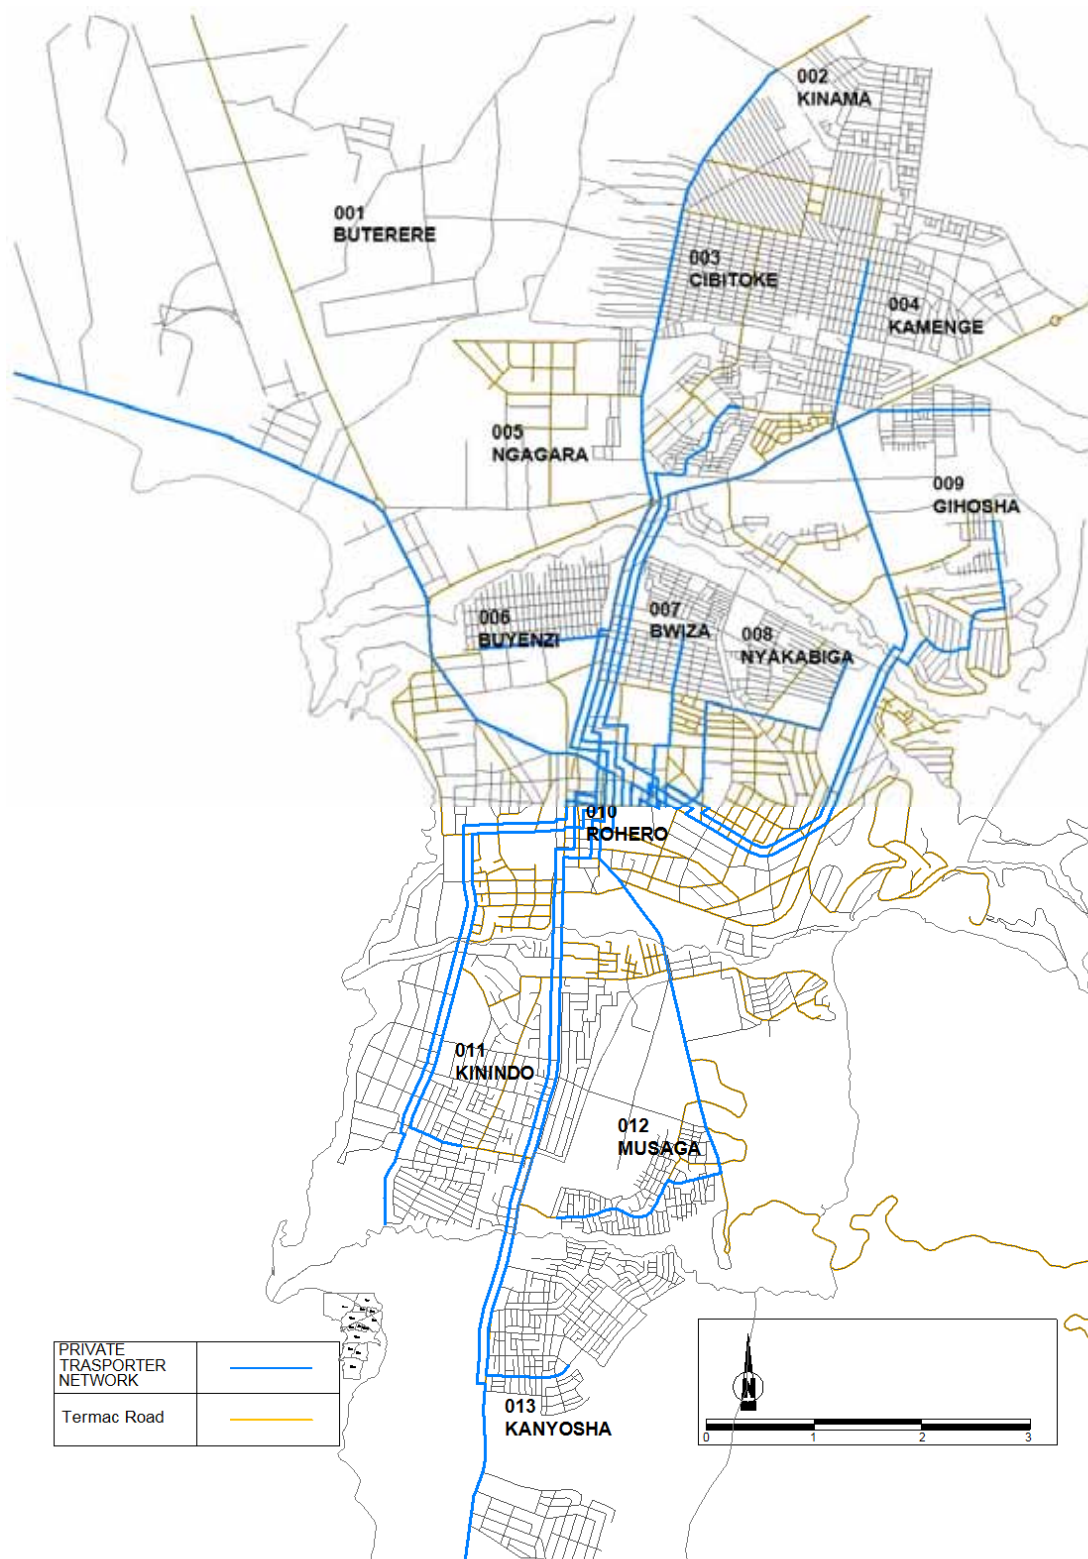 002
KINAMA
001
BUTERERE
003
CIBITOKE
004
KAMENGE
005
NGAGARA
009
GIHOSHA
006
BUYENZI
007
BWIZA
008
NYAKABIGA
010
ROHERO
011
KININDO
012
MUSAGA
013
KANYOSHA
PRIVATE
TRASPORTER
NETWORK
Termac Road
0 1 2 3